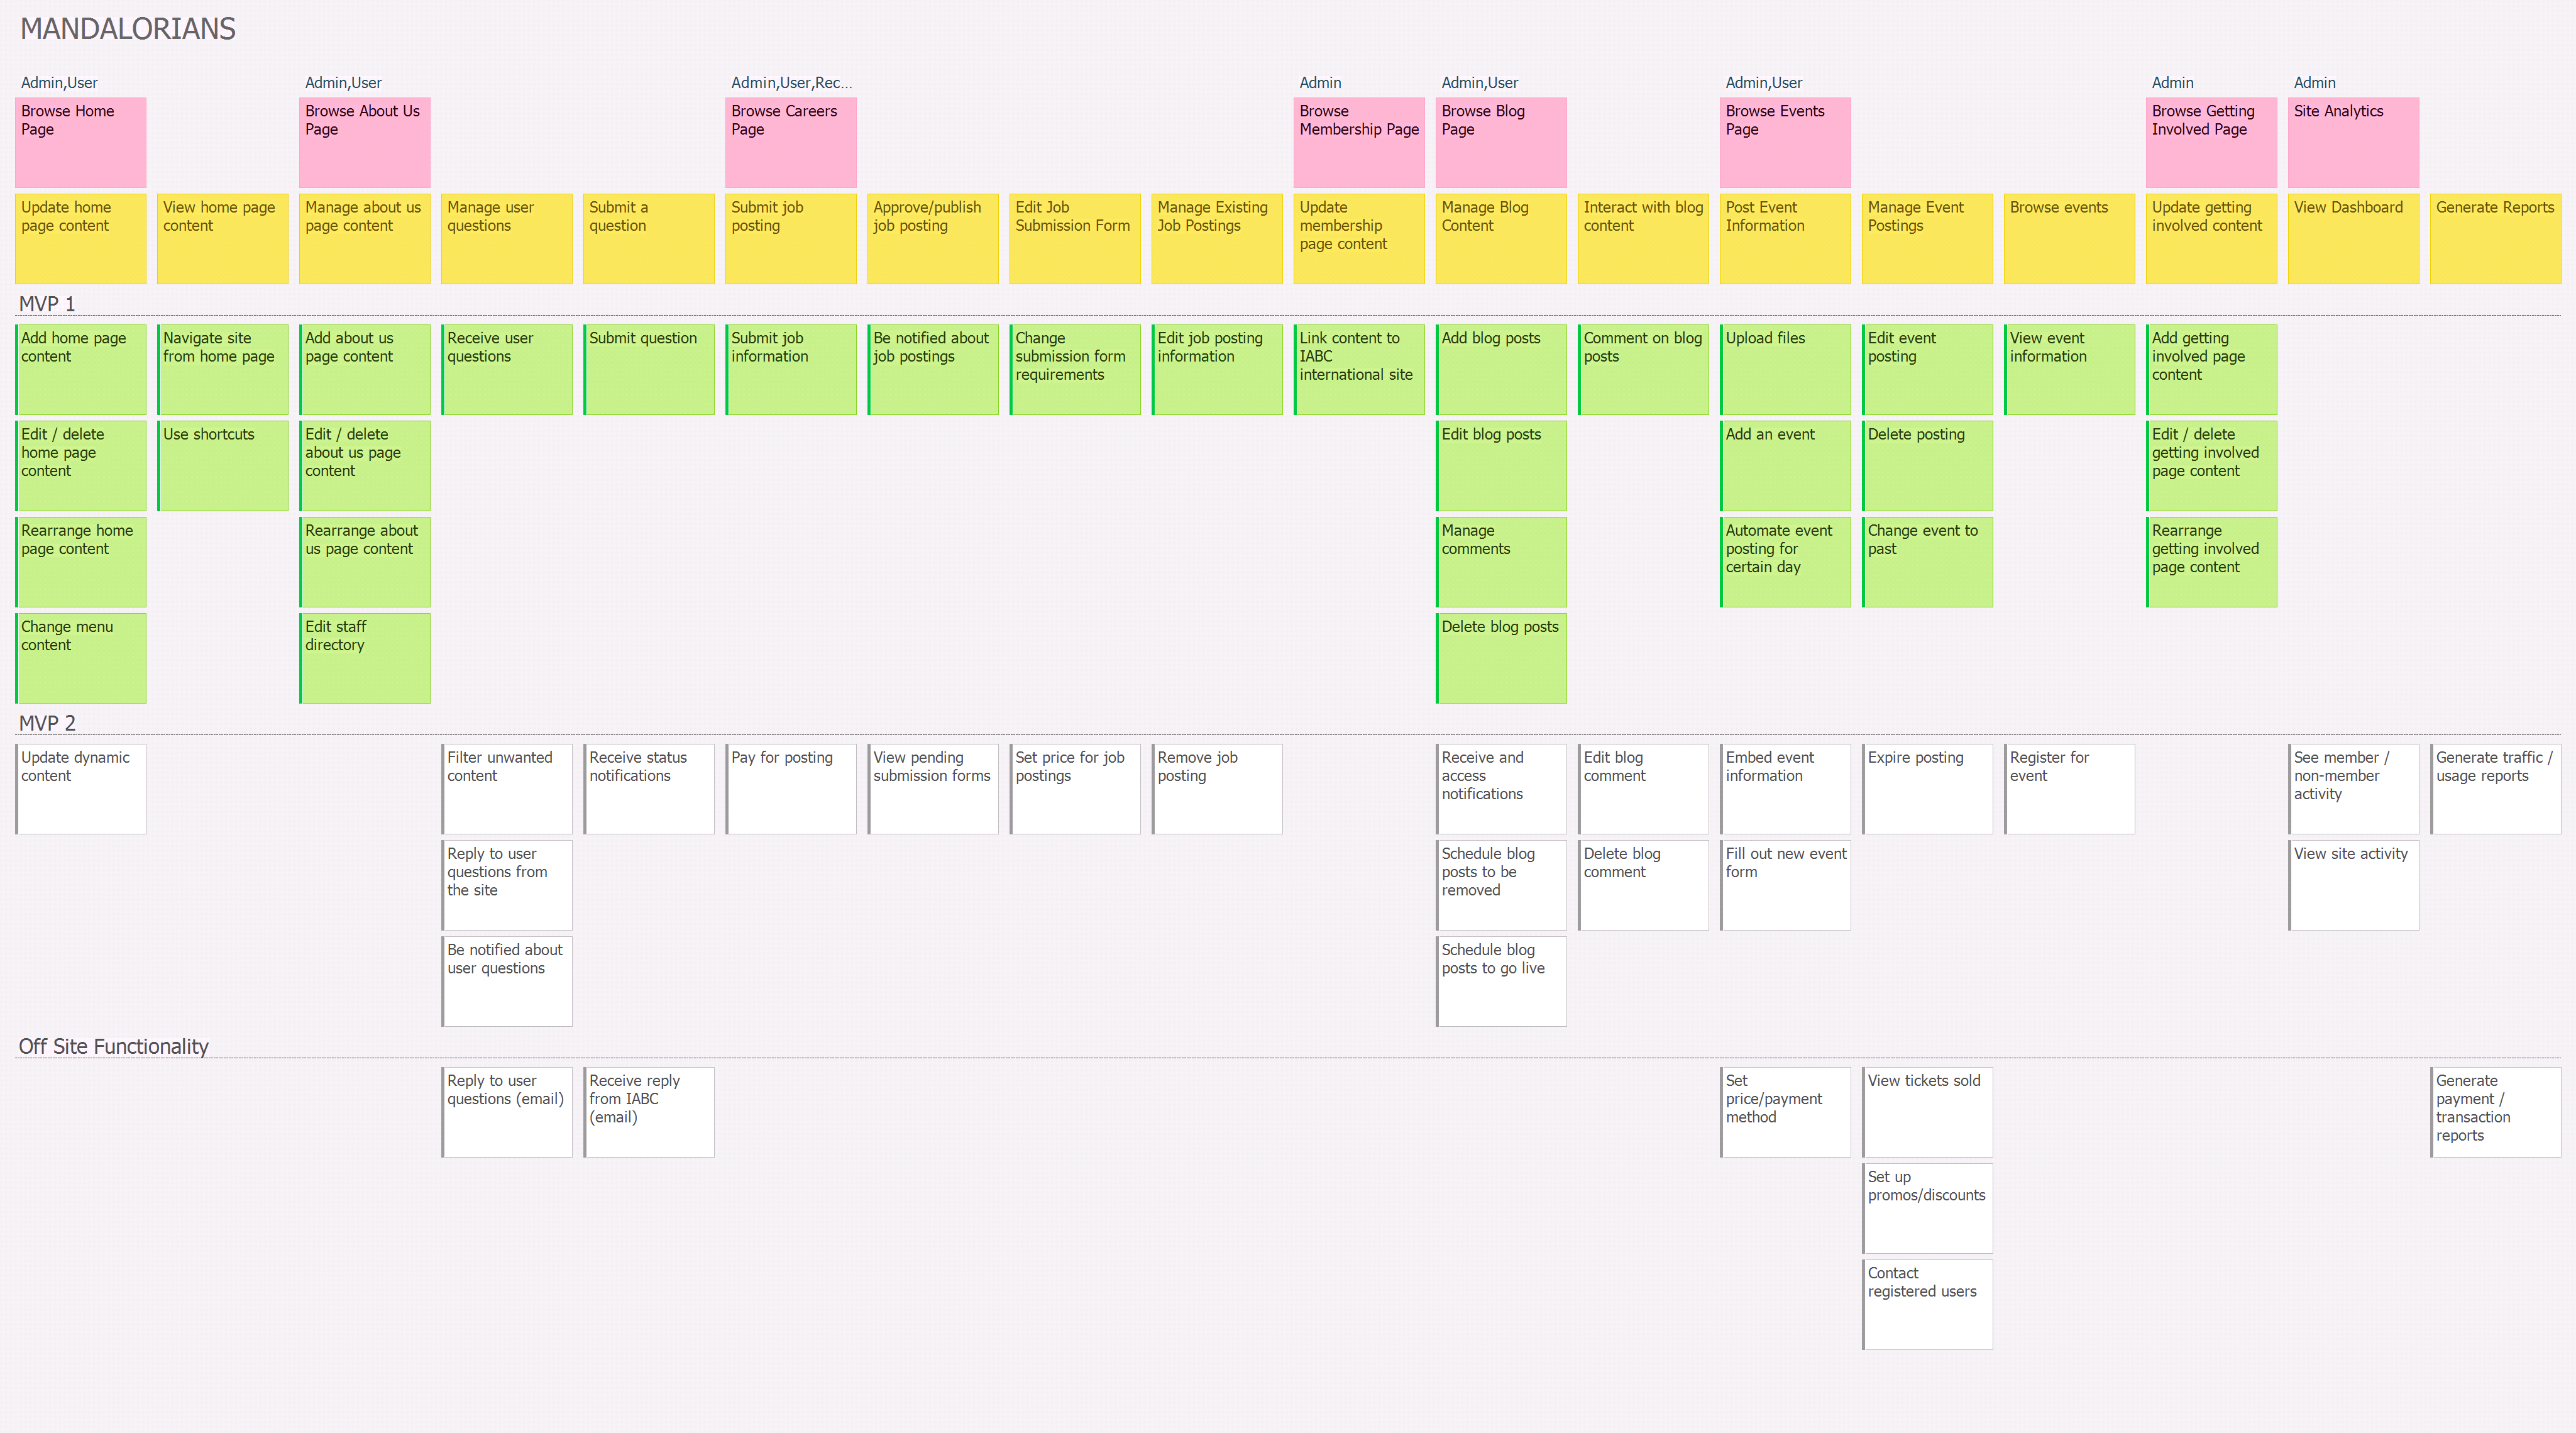 MANDALORIANS
Admin,User
Admin,User
Admin,User,Rec...
Admin
Admin,User
Admin,User
Admin
Admin
Browse Home
Page
Browse About Us
Page
Browse Careers
Page
Browse
Membership Page
Browse Blog
Page
Browse Events
Page
Browse Getting
Involved Page
Site Analytics
Update home
page content
View home page
content
Manage about us
page content
Manage user
questions
Submit a
question
Submit job
posting
Approve/publish
job posting
Edit Job
Submission Form
Manage Existing
Job Postings
Update
membership
page content
Manage Blog
Content
Interact with blog
content
Post Event
Information
Manage Event
Postings
Browse events
Update getting
involved content
View Dashboard
Generate Reports
MVP 1
Add home page
content
Navigate site
from home page
Add about us
page content
Receive user
questions
Submit question
Submit job
information
Be notified about
job postings
Change
submission form
requirements
Edit job posting
information
Link content to
IABC
international site
Add blog posts
Comment on blog
posts
Upload files
Edit event
posting
View event
information
Add getting
involved page
content
Edit / delete
home page
content
Use shortcuts
Edit / delete
about us page
content
Edit blog posts
Add an event
Delete posting
Edit / delete
getting involved
page content
Rearrange home
page content
Rearrange about
us page content
Manage
comments
Automate event
posting for
certain day
Change event to
past
Rearrange
getting involved
page content
Change menu
content
Edit staff
directory
Delete blog posts
MVP 2
Update dynamic
content
Filter unwanted
content
Receive status
notifications
Pay for posting
View pending
submission forms
Set price for job
postings
Remove job
posting
Receive and
access
notifications
Edit blog
comment
Embed event
information
Expire posting
Register for
event
See member /
non-member
activity
Generate traffic /
usage reports
Reply to user
questions from
the site
Schedule blog
posts to be
removed
Delete blog
comment
Fill out new event
form
View site activity
Be notified about
user questions
Schedule blog
posts to go live
Off Site Functionality
Reply to user
questions (email)
Receive reply
from IABC
(email)
Set
price/payment
method
View tickets sold
Generate
payment /
transaction
reports
Set up
promos/discounts
Contact
registered users